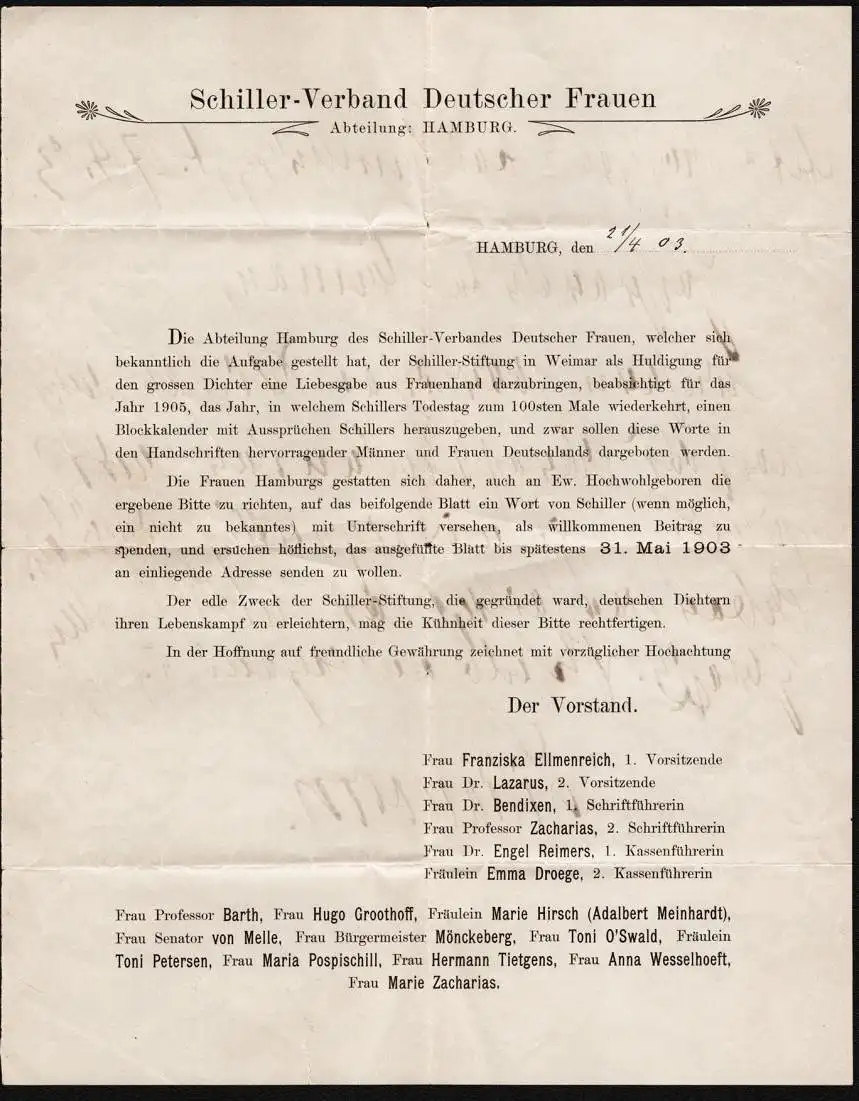 Schiller-Verband Deutscher Frauen
Abteilung: HAMBURG.
HAMBURG, den 21/4 03.
Die Abteilung Hamburg des Schiller-Verbandes Deutscher Frauen, welcher sich
bekanntlich die Aufgabe gestellt hat, der Schiller-Stiftung in Weimar als Huldigung für
den grossen Dichter eine Liebesgabe aus Frauenhand darzubringen, beabsichtigt für das
Jahr 1905, das Jahr, in welchem Schillers Todestag zum 100sten Male wiederkehrt, einen
Blockkalender mit Aussprüchen Schillers herauszugeben, und zwar sollen diese Worte in
den Handschriften hervorragender Männer und Frauen Deutschlands dargeboten werden.
Die Frauen Hamburgs gestatten sich daher, auch an Ew. Hochwohlgeboren die
ergebene Bitte zu richten, auf das beifolgende Blatt ein Wort von Schiller (wenn möglich,
ein nicht zu bekanntes) mit Unterschrift versehen, als willkommenen Beitrag zu
spenden, und ersuchen höflichst, das ausgefüllte Blatt bis spätestens 31. Mai 1903
an einliegende Adresse senden zu wollen.
Der edle Zweck der Schiller-Stiftung, die gegründet ward, deutschen Dichtern
ihren Lebenskampf zu erleichtern, mag die Kühnheit dieser Bitte rechtfertigen.
In der Hoffnung auf freundliche Gewährung zeichnet mit vorzüglicher Hochachtung
Der Vorstand.
Frau Franziska Ellmenreich, 1. Vorsitzende
Frau Dr. Lazarus, 2. Vorsitzende
Frau Dr. Bendixen, 1. Schriftführerin
Frau Professor Zacharias, 2. Schriftführerin
Frau Dr. Engel Reimers, 1. Kassenführerin
Fräulein Emma Droege, 2. Kassenführerin
Frau Professor Barth, Frau Hugo Groothoff, Fräulein Marie Hirsch (Adalbert Meinhardt),
Frau Senator von Melle, Frau Bürgermeister Mönckeberg, Frau Toni O'Swald, Fräulein
Toni Petersen, Frau Maria Pospischill, Frau Hermann Tietgens, Frau Anna Wesselhoeft,
Frau Marie Zacharias.